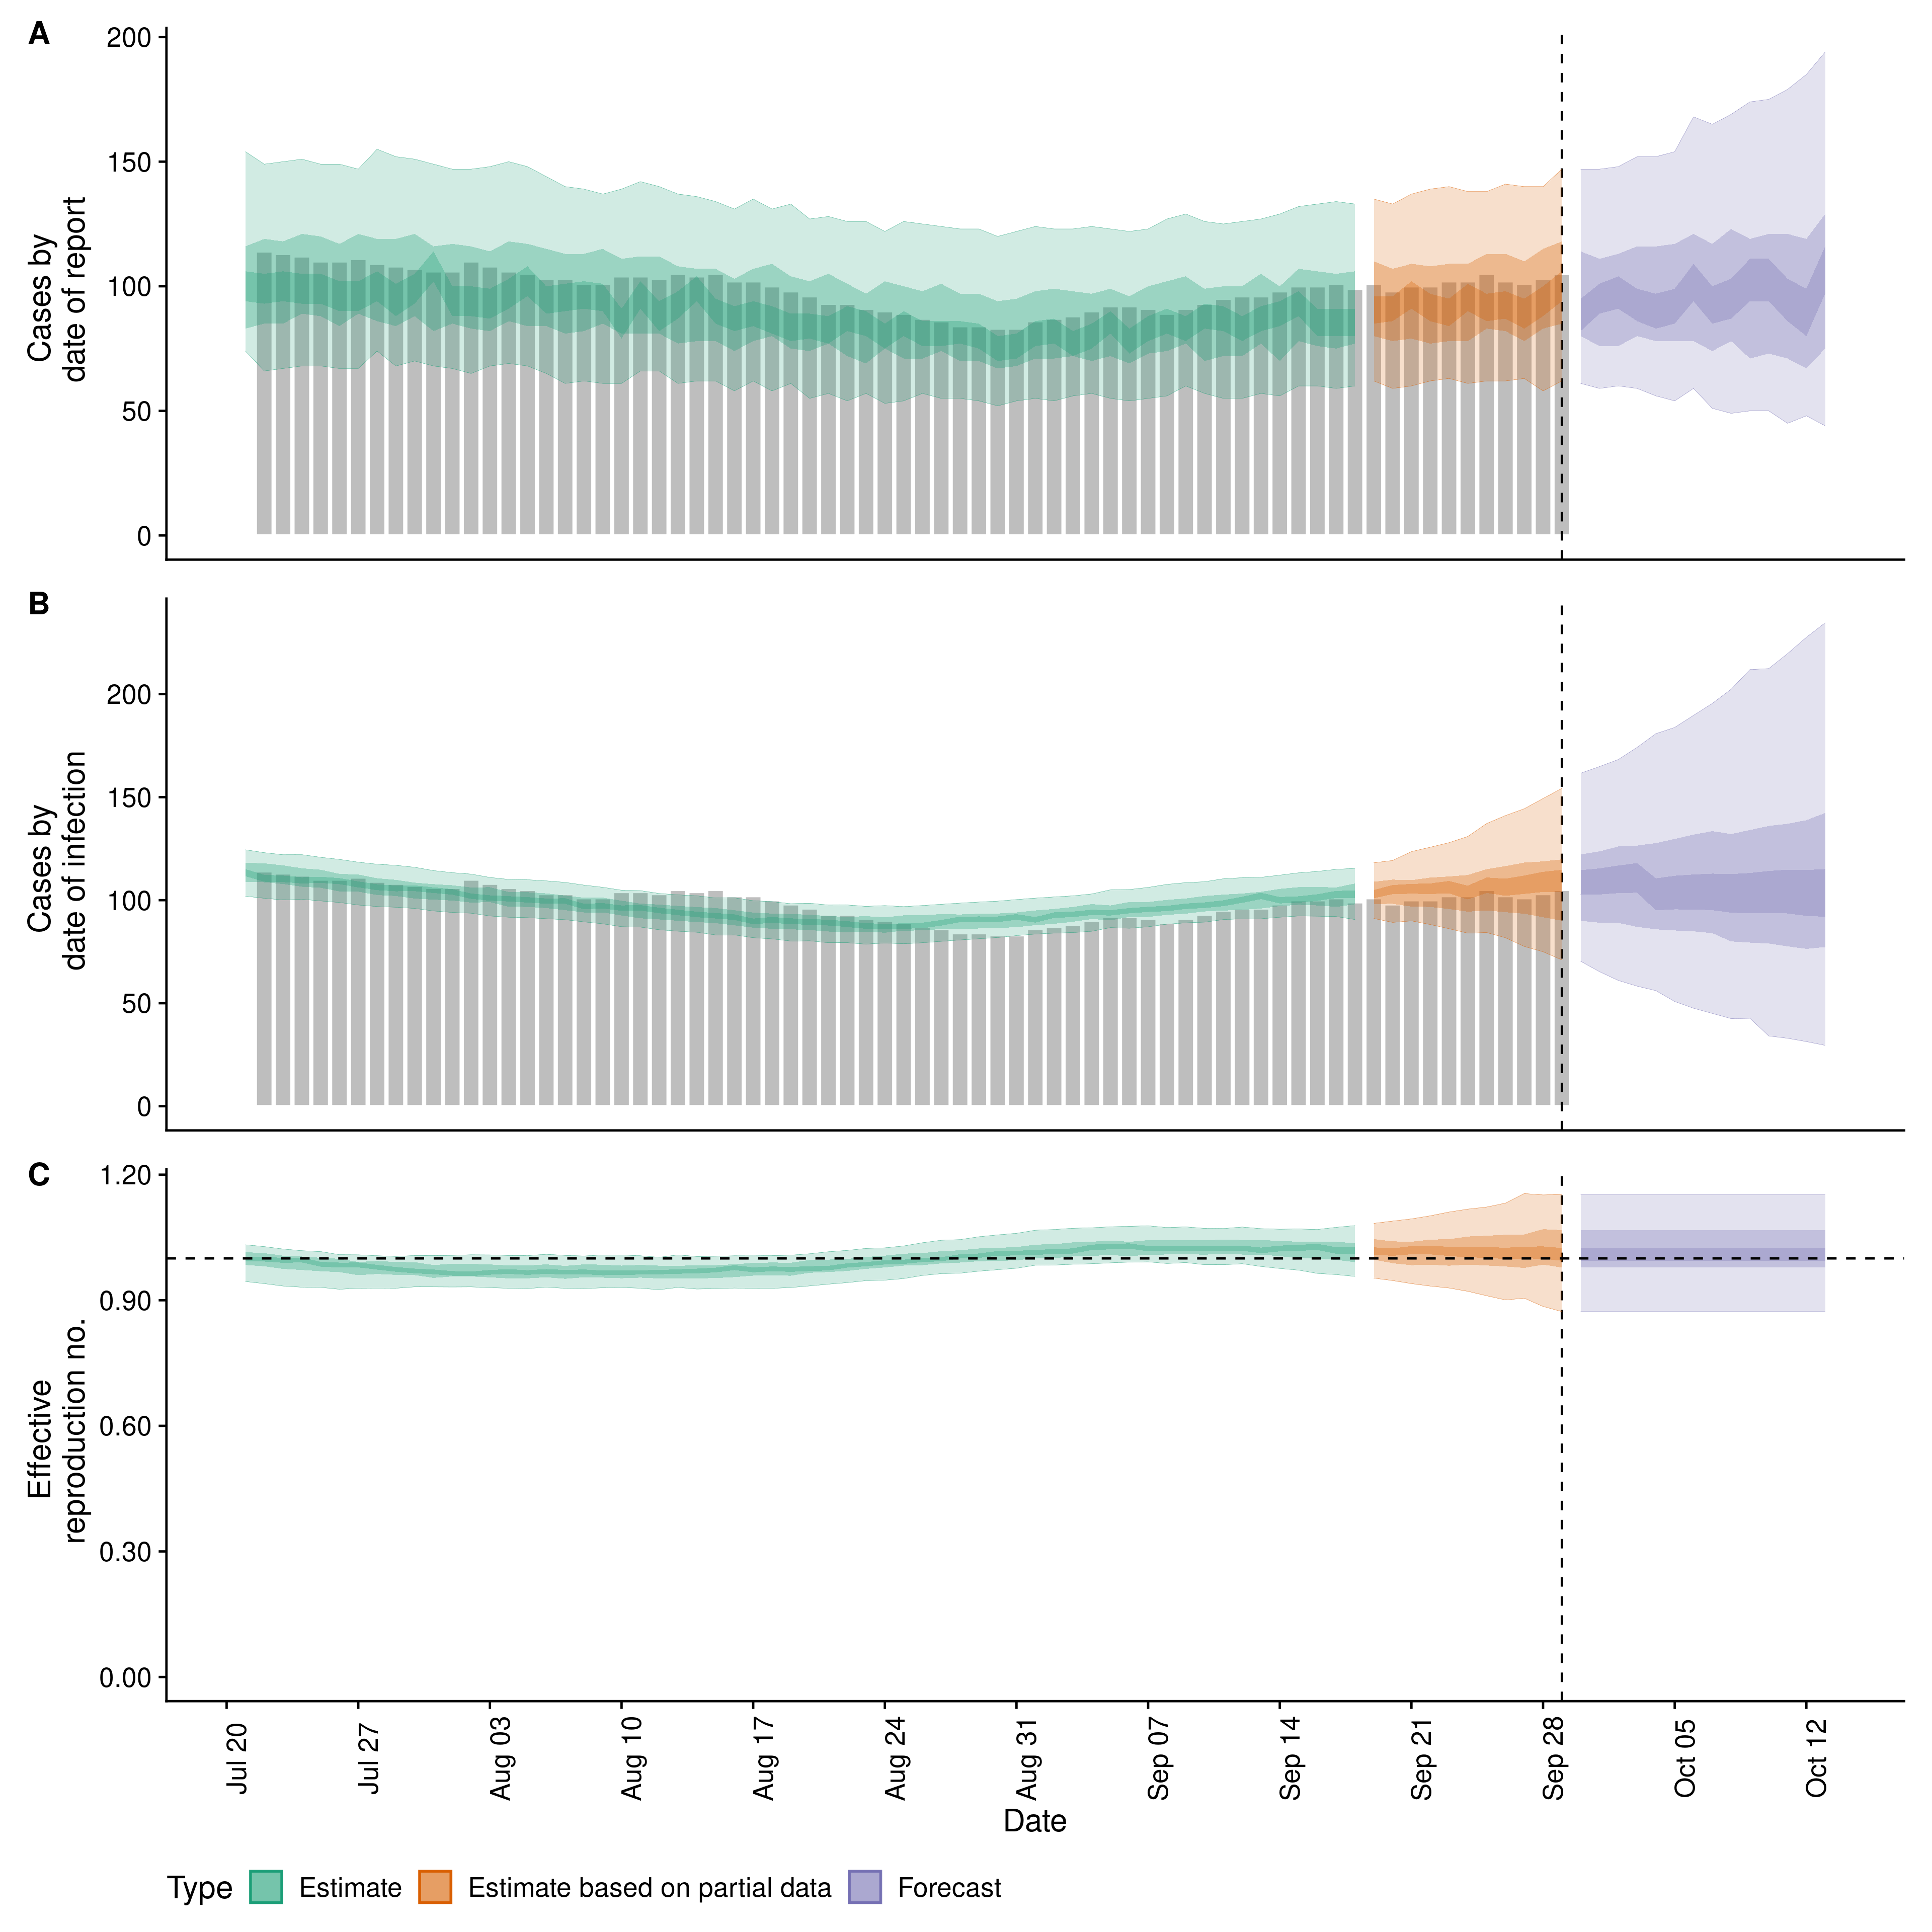 A
200
150
100
50
0
Cases by
date of report
B
200
150
100
50
0
Cases by
date of infection
C
1.20
0.90
0.60
0.30
0.00
Effective
reproduction no.
Jul 20
Jul 27
Aug 03
Aug 10
Aug 17
Aug 24
Aug 31
Sep 07
Sep 14
Sep 21
Sep 28
Oct 05
Oct 12
Date
Type Estimate Estimate based on partial data Forecast